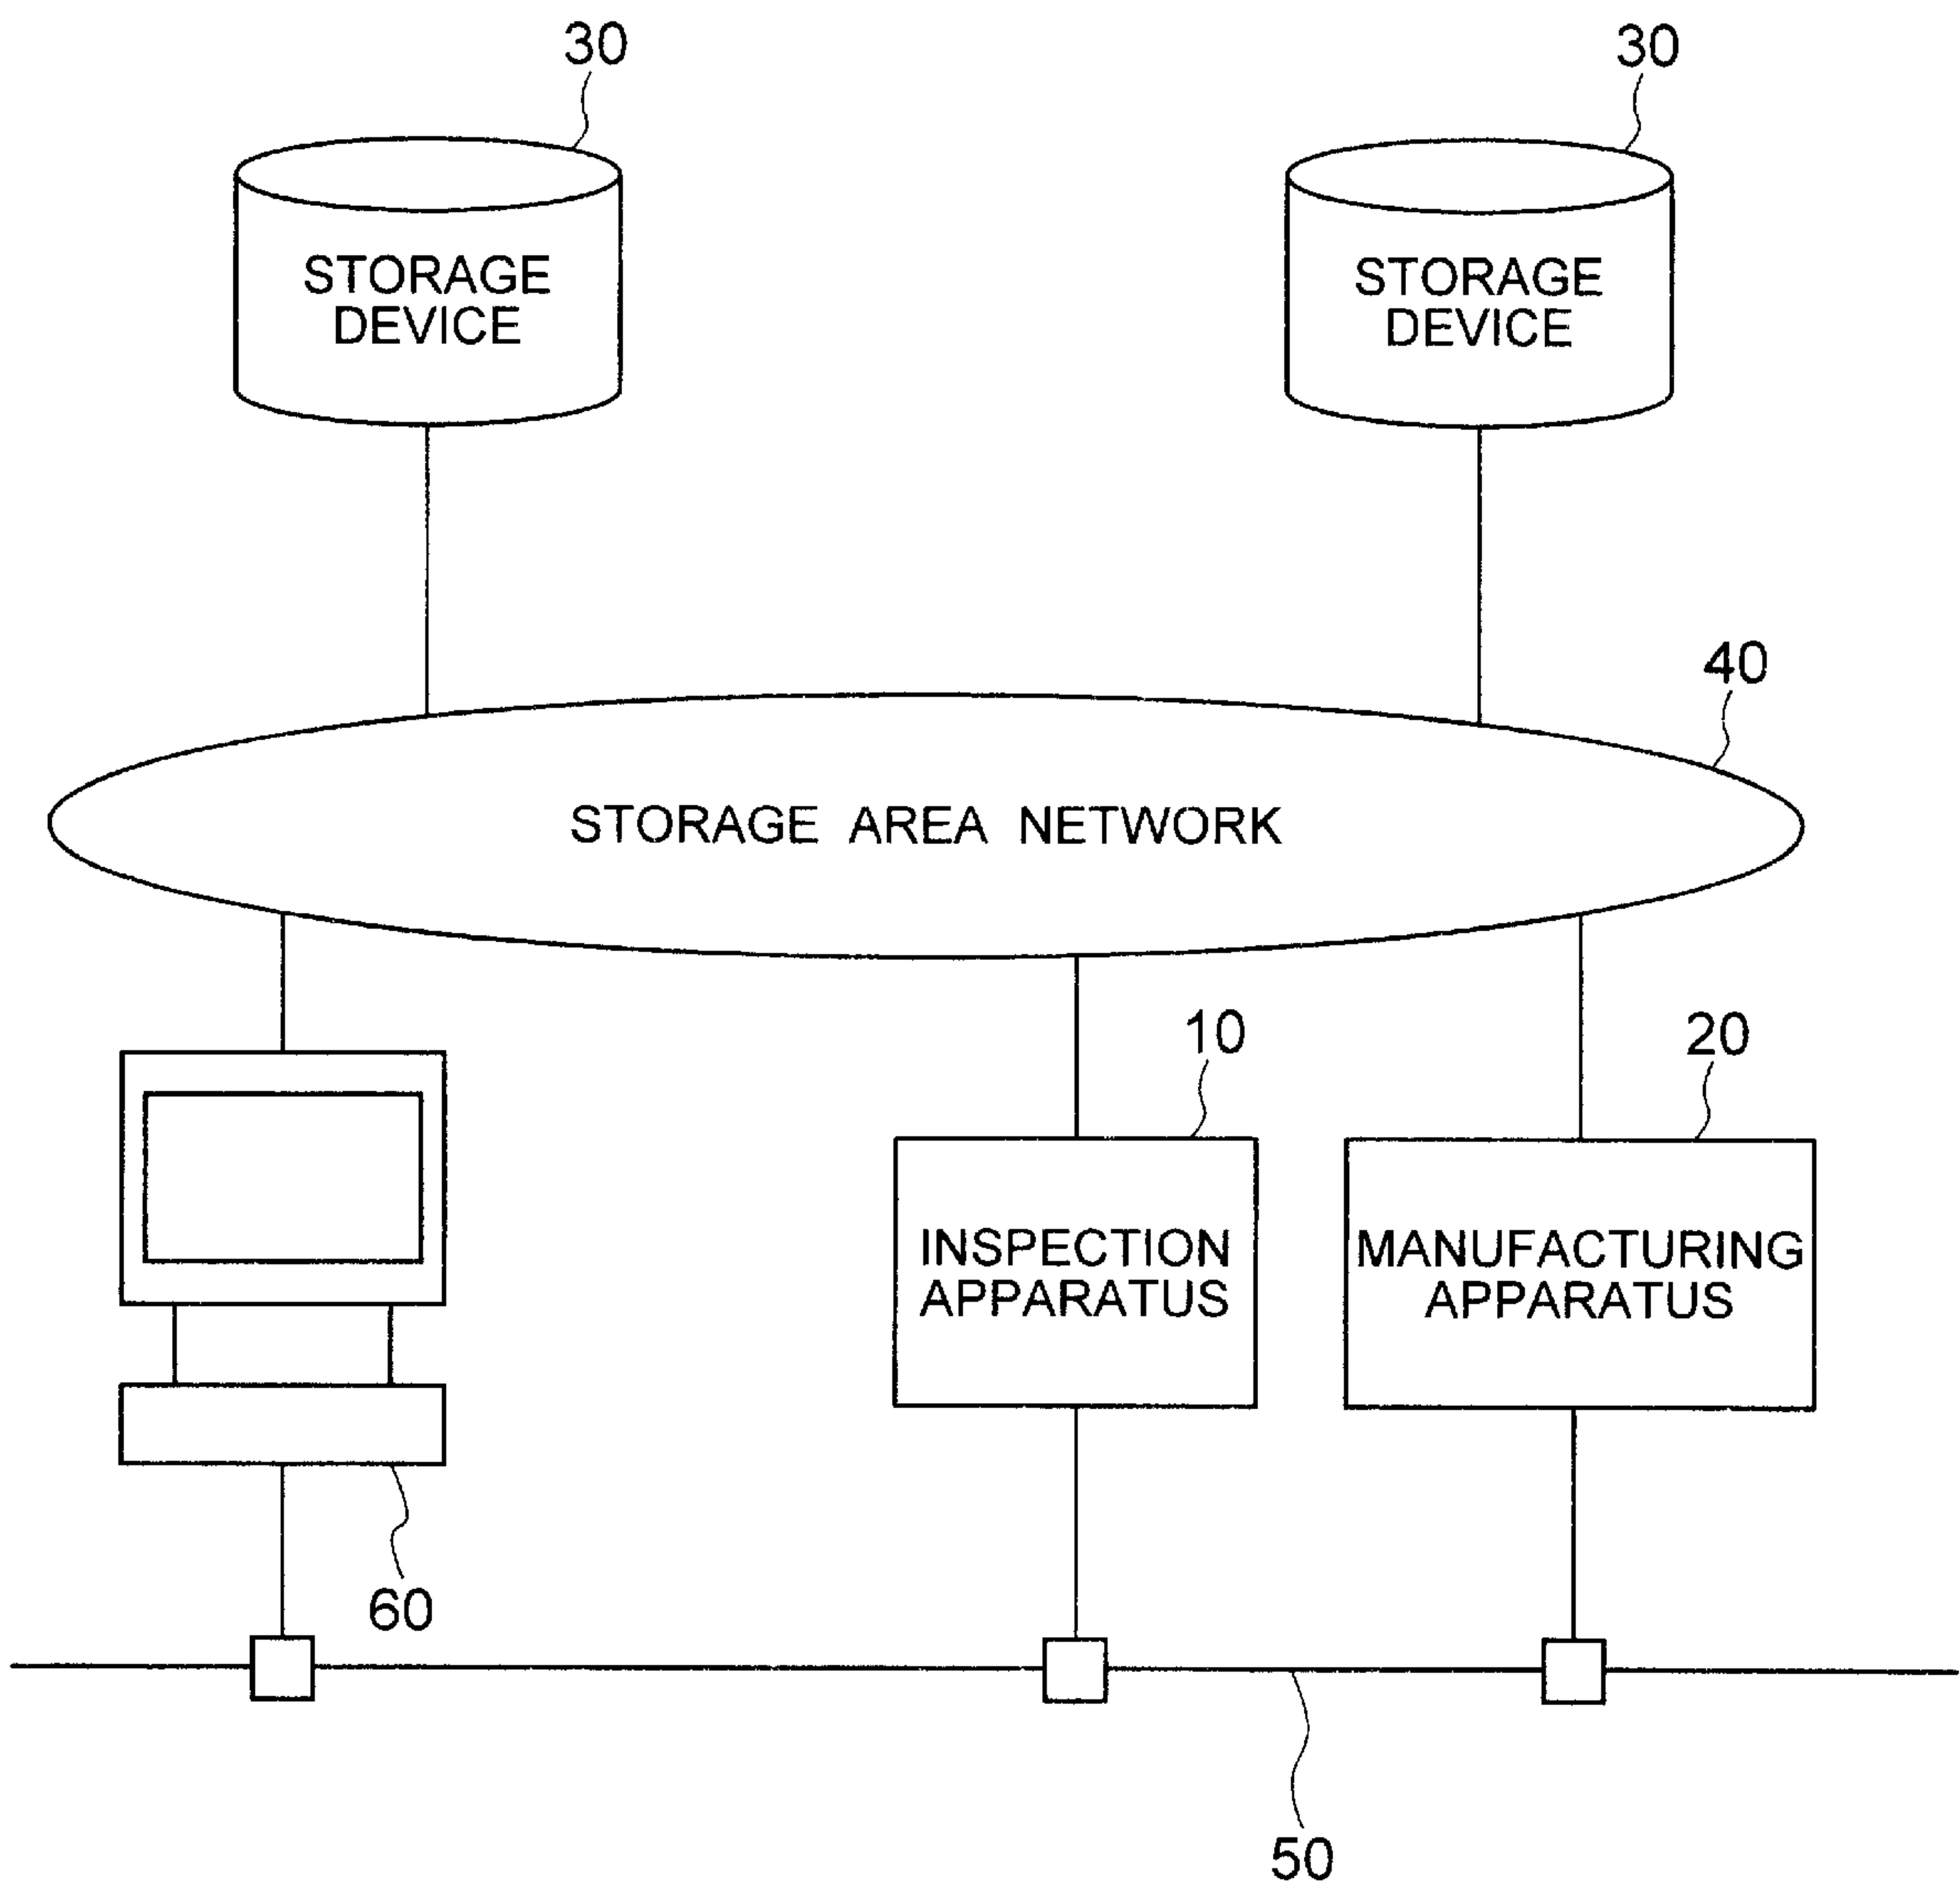 30
30
STORAGE
DEVICE
STORAGE
DEVICE
40
STORAGE AREA NETWORK
10
20
INSPECTION
APPARATUS
MANUFACTURING
APPARATUS
60
50